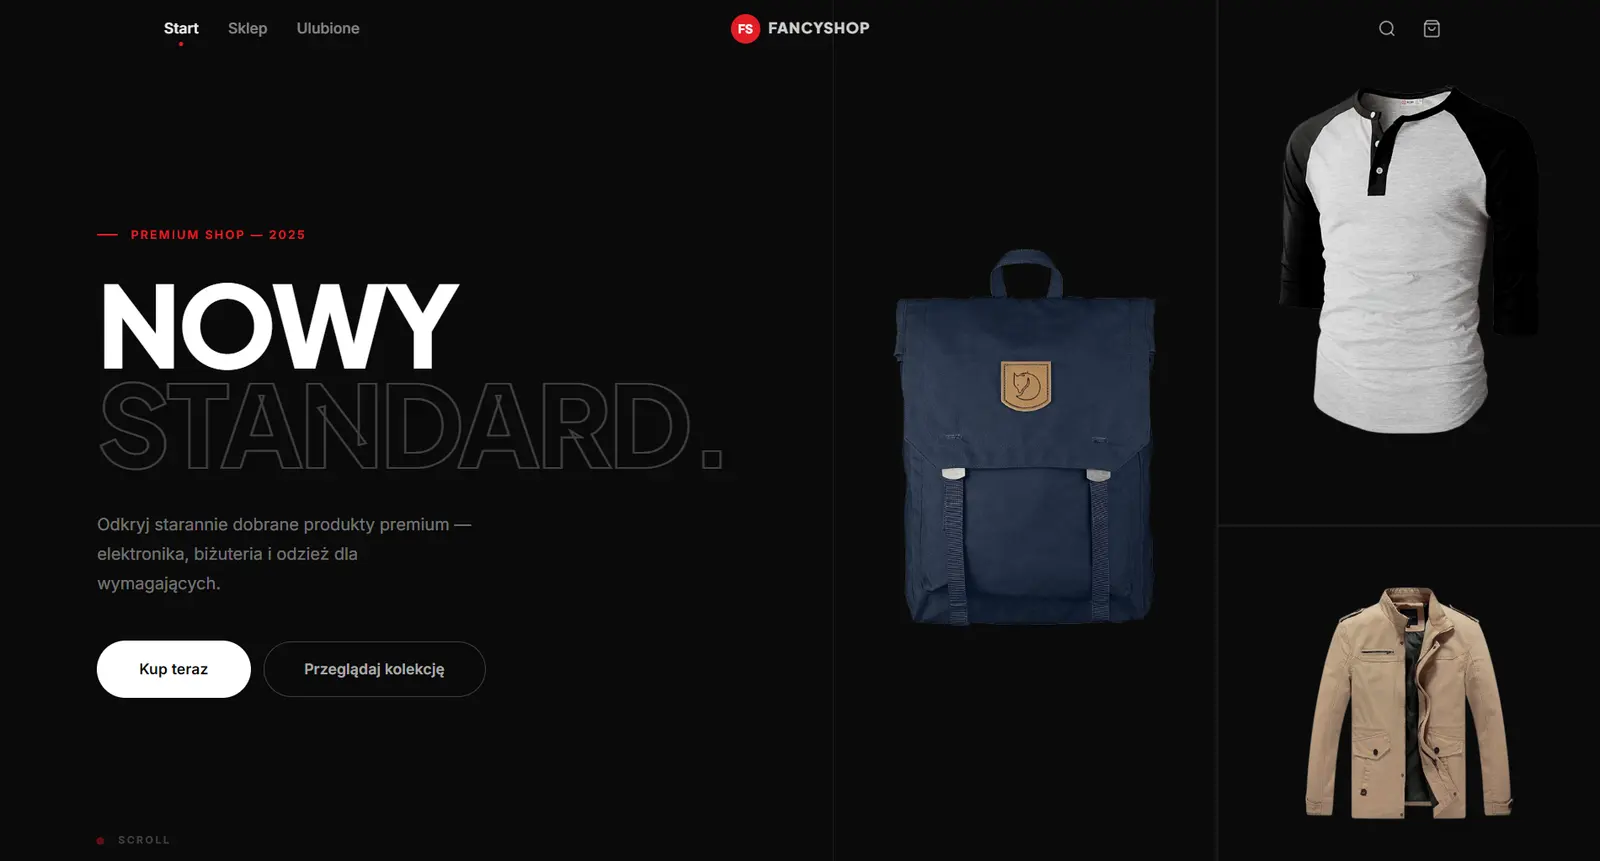 Start
Sklep
Ulubione
FS FANCYSHOP
PREMIUM SHOP — 2025
NOWY
STANDARD.
Odkryj starannie dobrane produkty premium —
elektronika, biżuteria i odzież dla
wymagających.
Kup teraz
Przeglądaj kolekcję
SCROLL